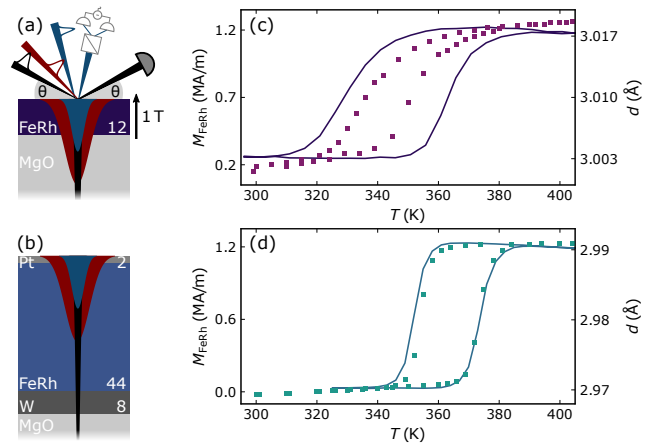 (a)
θ
θ
1 T
FeRh 12
MgO
(b)
Pt 2
FeRh 44
W 8
MgO
(c)
M_FeRh (MA/m)
1.2
0.7
0.2
3.017
3.010
3.003
d (Å)
300 320 340 360 380 400
T (K)
(d)
M_FeRh (MA/m)
1.2
0.6
0.0
2.99
2.98
2.97
d (Å)
300 320 340 360 380 400
T (K)